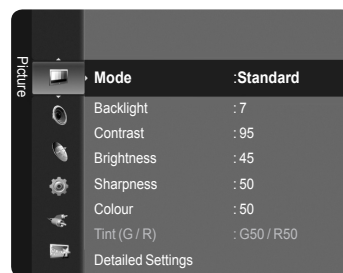 Picture
Mode :Standard
Backlight : 7
Contrast : 95
Brightness : 45
Sharpness : 50
Colour : 50
Tint (G / R) : G50 / R50
Detailed Settings